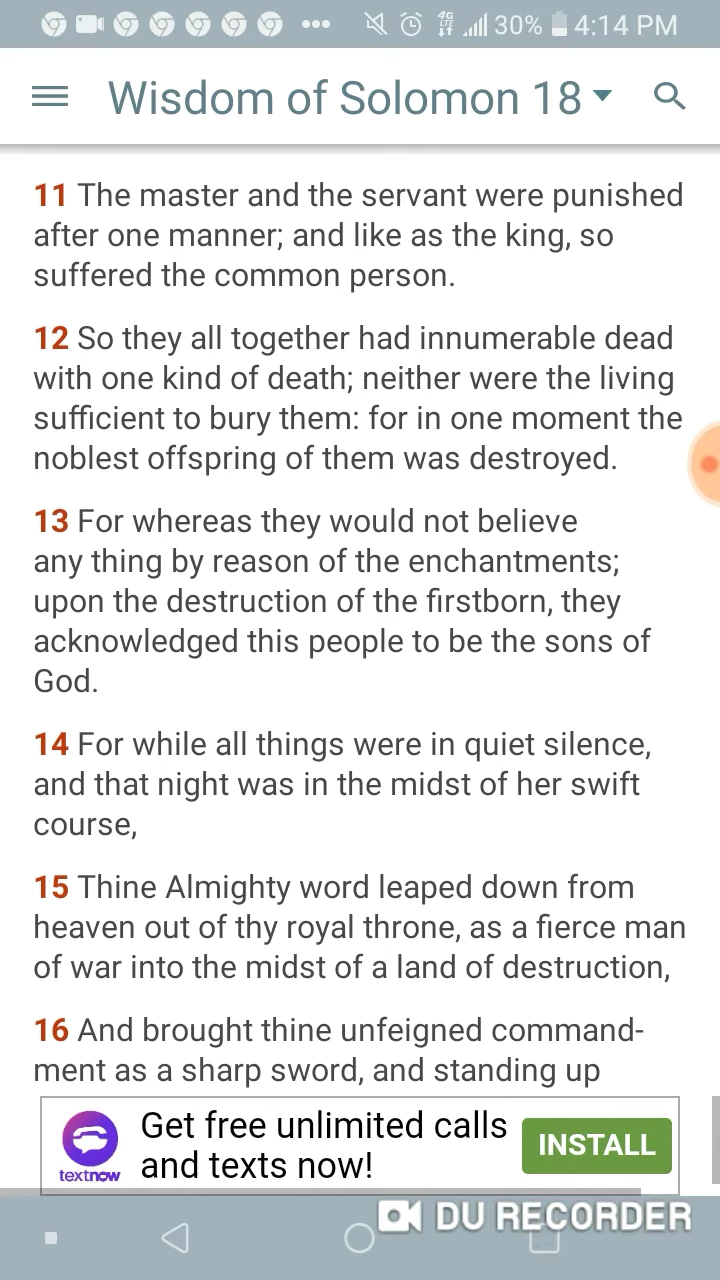 4G LTE 30% 4:14 PM
Wisdom of Solomon 18
11 The master and the servant were punished
after one manner; and like as the king, so
suffered the common person.
12 So they all together had innumerable dead
with one kind of death; neither were the living
sufficient to bury them: for in one moment the
noblest offspring of them was destroyed.
13 For whereas they would not believe
any thing by reason of the enchantments;
upon the destruction of the firstborn, they
acknowledged this people to be the sons of
God.
14 For while all things were in quiet silence,
and that night was in the midst of her swift
course,
15 Thine Almighty word leaped down from
heaven out of thy royal throne, as a fierce man
of war into the midst of a land of destruction,
16 And brought thine unfeigned command-
ment as a sharp sword, and standing up
Get free unlimited calls
and texts now!
INSTALL
textnow
DU RECORDER